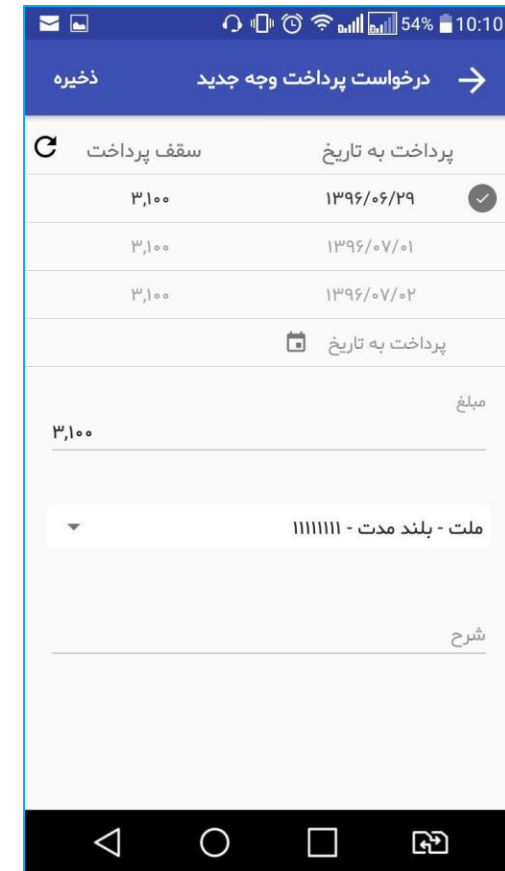 54% 10:10
درخواست پرداخت وجه جدید ذخیره
پرداخت به تاریخ سقف پرداخت
۱۳۹۶/۰۶/۲۹ ۳,۱۰۰
۱۳۹۶/۰۷/۰۱ ۳,۱۰۰
۱۳۹۶/۰۷/۰۲ ۳,۱۰۰
پرداخت به تاریخ
مبلغ
۳,۱۰۰
ملت - بلند مدت - ۱۱۱۱۱۱۱۱۱
شرح